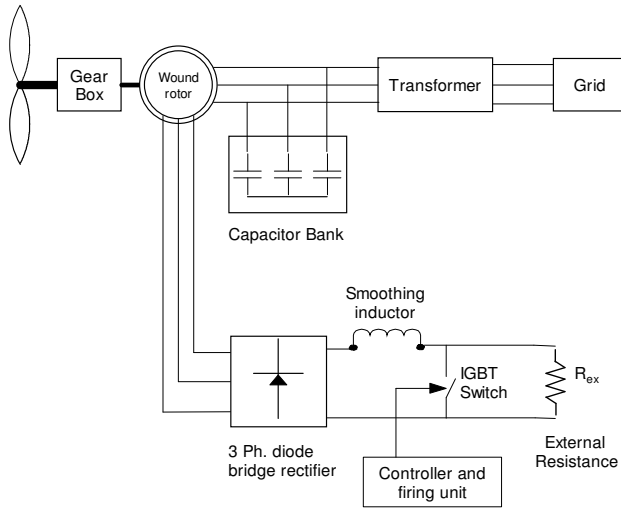 Gear
Box
Wound
rotor
Transformer
Grid
Capacitor Bank
Smoothing
inductor
IGBT
Switch
Rex
External
Resistance
3 Ph. diode
bridge rectifier
Controller and
firing unit